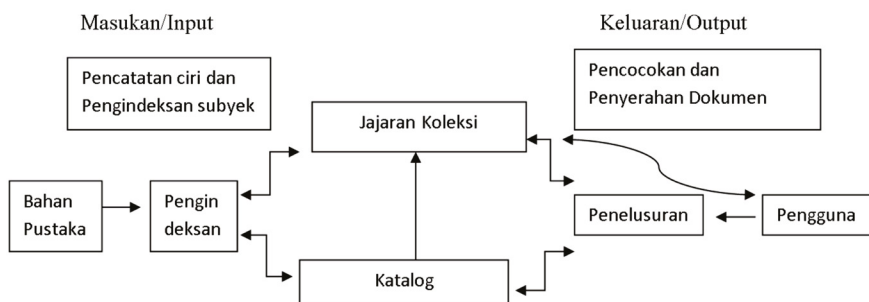 Masukan/Input
Keluaran/Output
Pencatatan ciri dan
Pengindeksan subyek
Pencocokan dan
Penyerahan Dokumen
Jajaran Koleksi
Bahan
Pustaka
Pengin
deksan
Penelusuran
Pengguna
Katalog